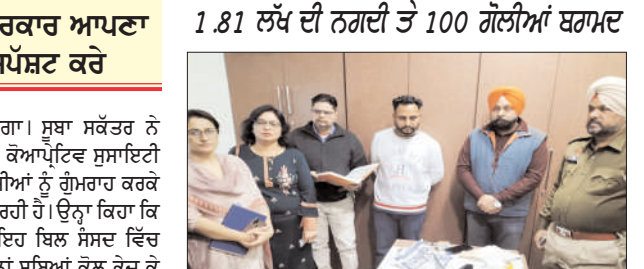 ਰਕਾਰ ਆਪਣਾ
ਸਪੱਸ਼ਟ ਕਰੇ
ਗਾ। ਸੂਬਾ ਸਕੱਤਰ ਨੇ
ਕੋਆਪ੍ਰੇਟਿਵ ਸੁਸਾਇਟੀ
਀ਆਂ ਨੂੰ ਗੁੰਮਰਾਹ ਕਰਕੇ
ਰਹੀ ਹੈ। ਉਨ੍ਹਾ ਕਿਹਾ ਕਿ
ਇਹ ਬਿਲ ਸੰਸਦ ਵਿੱਚ
1.81 ਲੱਖ ਦੀ ਨਗਦੀ ਤੇ 100 ਗੋਲੀਆਂ ਬਰਾਮਦ